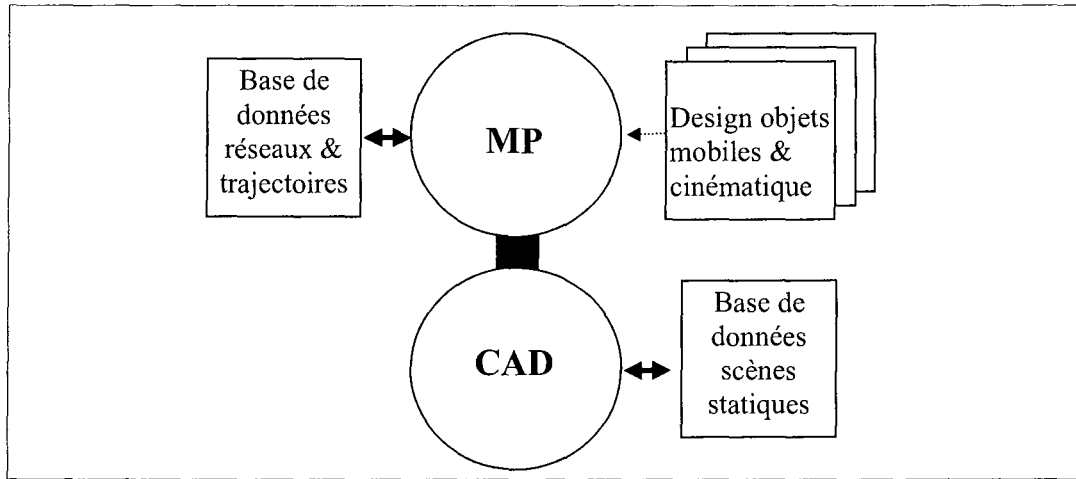 Base de
données
réseaux &
trajectoires
MP
Design objets
mobiles &
cinématique
CAD
Base de
données
scènes
statiques